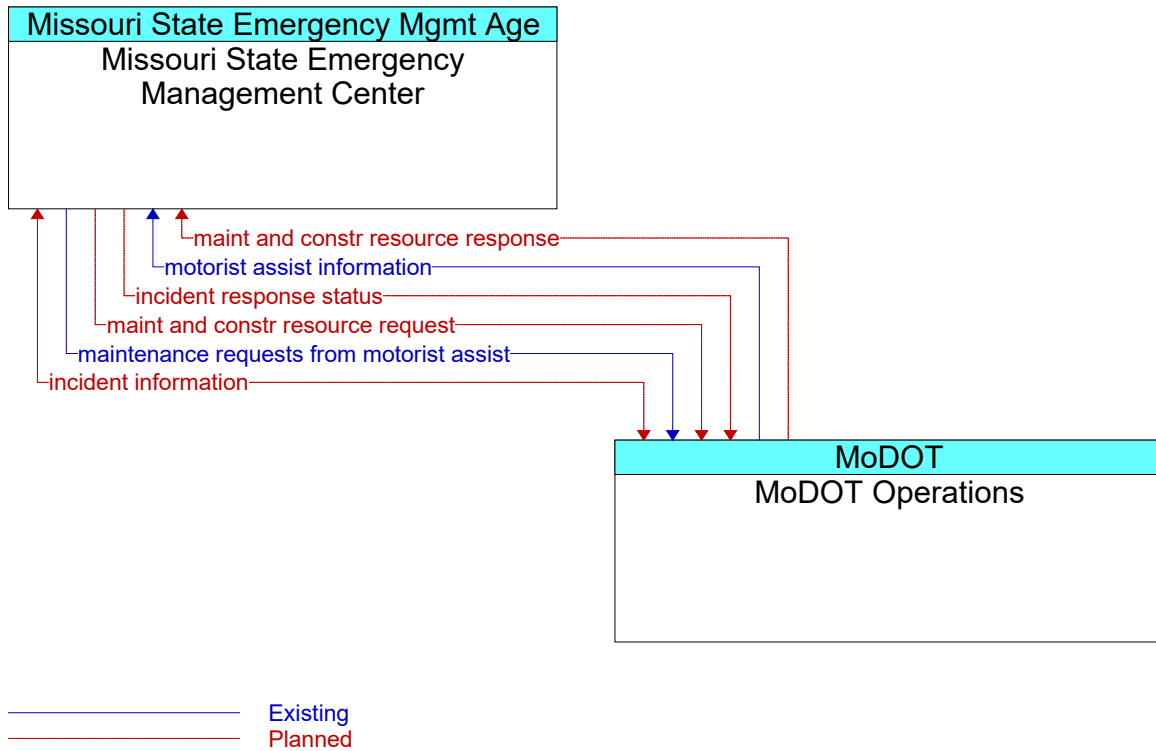 Missouri State Emergency Mgmt Age
Missouri State Emergency
Management Center
maint and constr resource response
motorist assist information
incident response status
maint and constr resource request
maintenance requests from motorist assist
incident information
MoDOT
MoDOT Operations
Existing
Planned